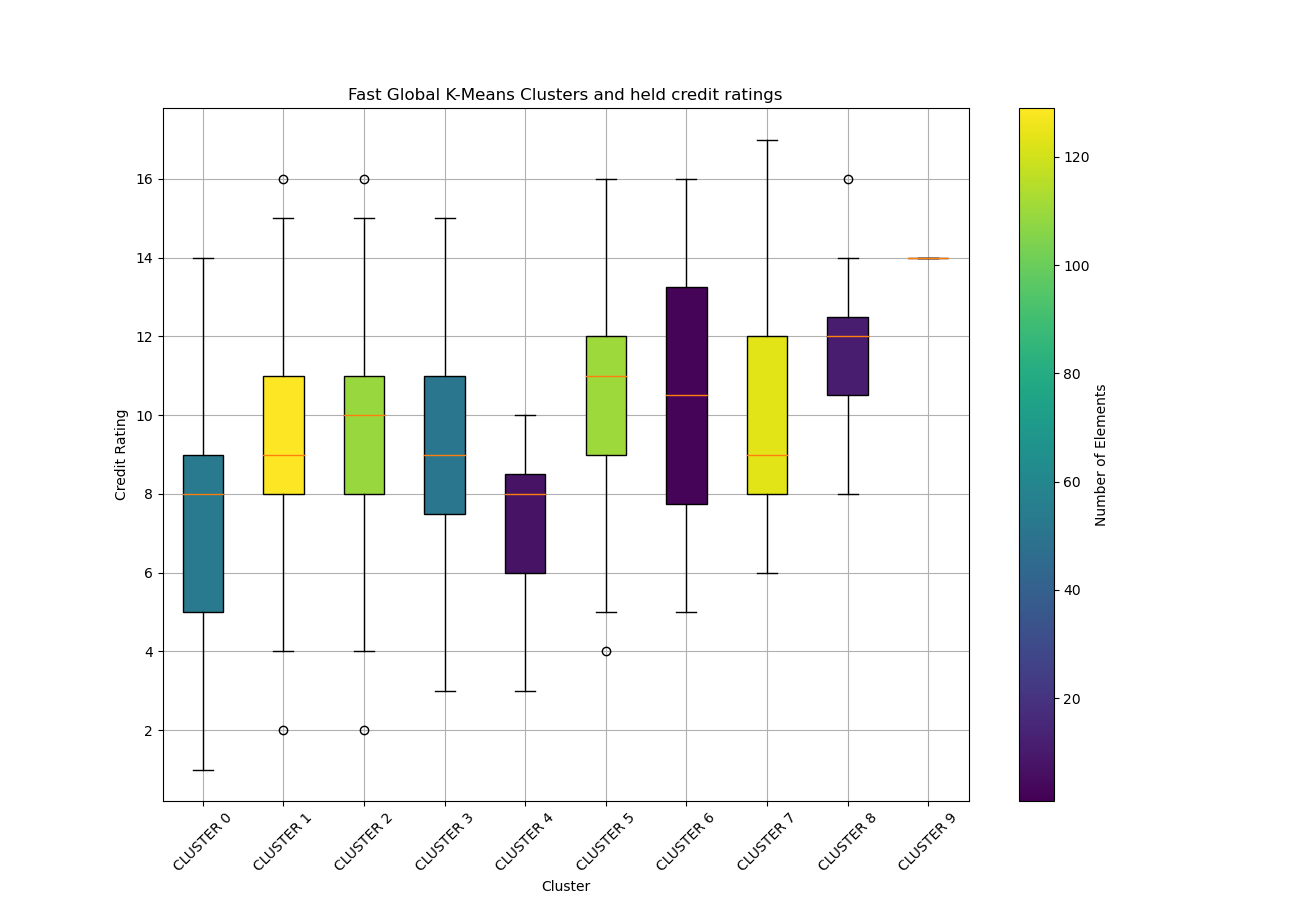 Fast Global K-Means Clusters and held credit ratings
Credit Rating
16
14
12
10
8
6
4
2
CLUSTER 0
CLUSTER 1
CLUSTER 2
CLUSTER 3
CLUSTER 4
CLUSTER 5
CLUSTER 6
CLUSTER 7
CLUSTER 8
CLUSTER 9
Cluster
120
100
80
60
40
20
Number of Elements